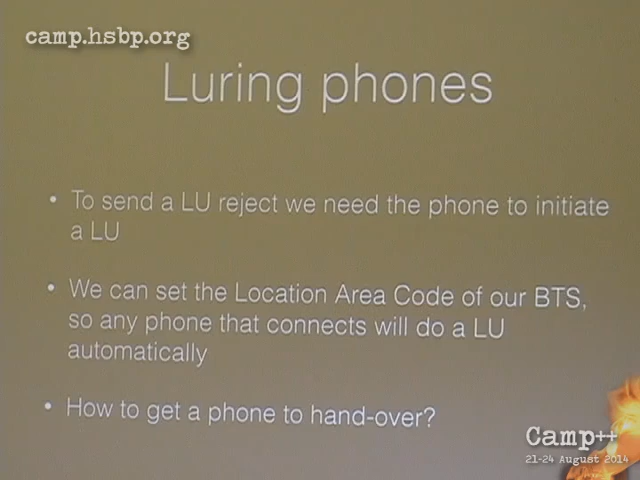 camp.hsbp.org
Luring phones
• To send a LU reject we need the phone to initiate
a LU
• We can set the Location Area Code of our BTS,
so any phone that connects will do a LU
automatically
• How to get a phone to hand-over?
Camp++
21-24 August 2014